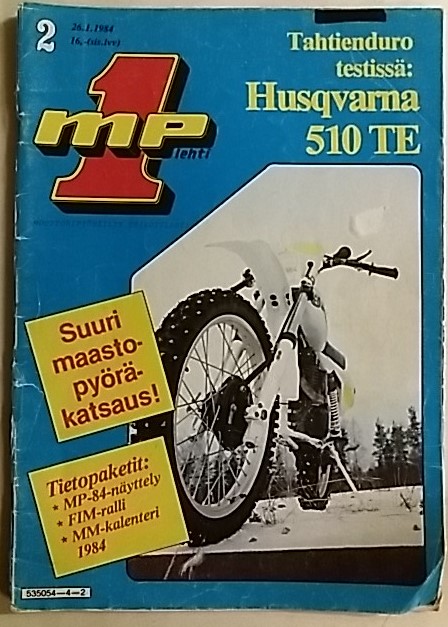 2
26.1.1984
16,-(sis.lvv)
1
mp
lehti
Tahtienduro
testissä:
Husqvarna
510 TE
Suuri
maasto-
pyörä-
katsaus!
Tietopaketit:
* MP-84-näyttely
* FIM-ralli
* MM-kalenteri
1984
535054—4—2